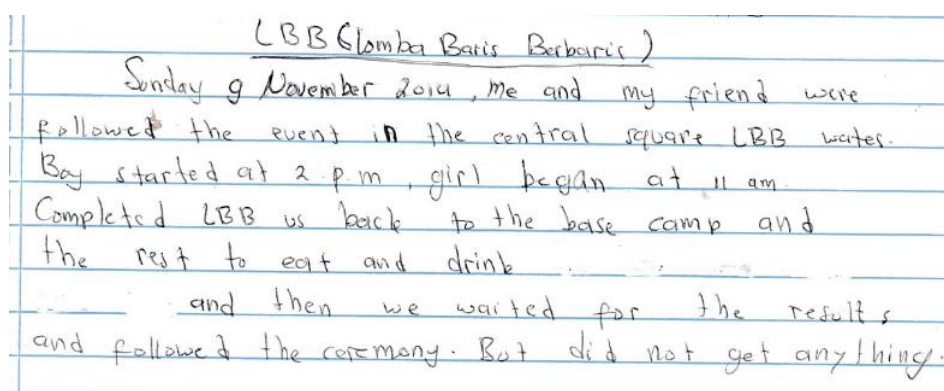 LBB (lomba Baris Berbaris)
Sunday 9 November 2014, me and my friend were
followed the event in the central square LBB wates.
Boy started at 2 p.m, girl began at 11 am
Completed LBB us back to the base camp and
the rest to eat and drink
and then we waited for the results
and followed the ceremony. But did not get anything.